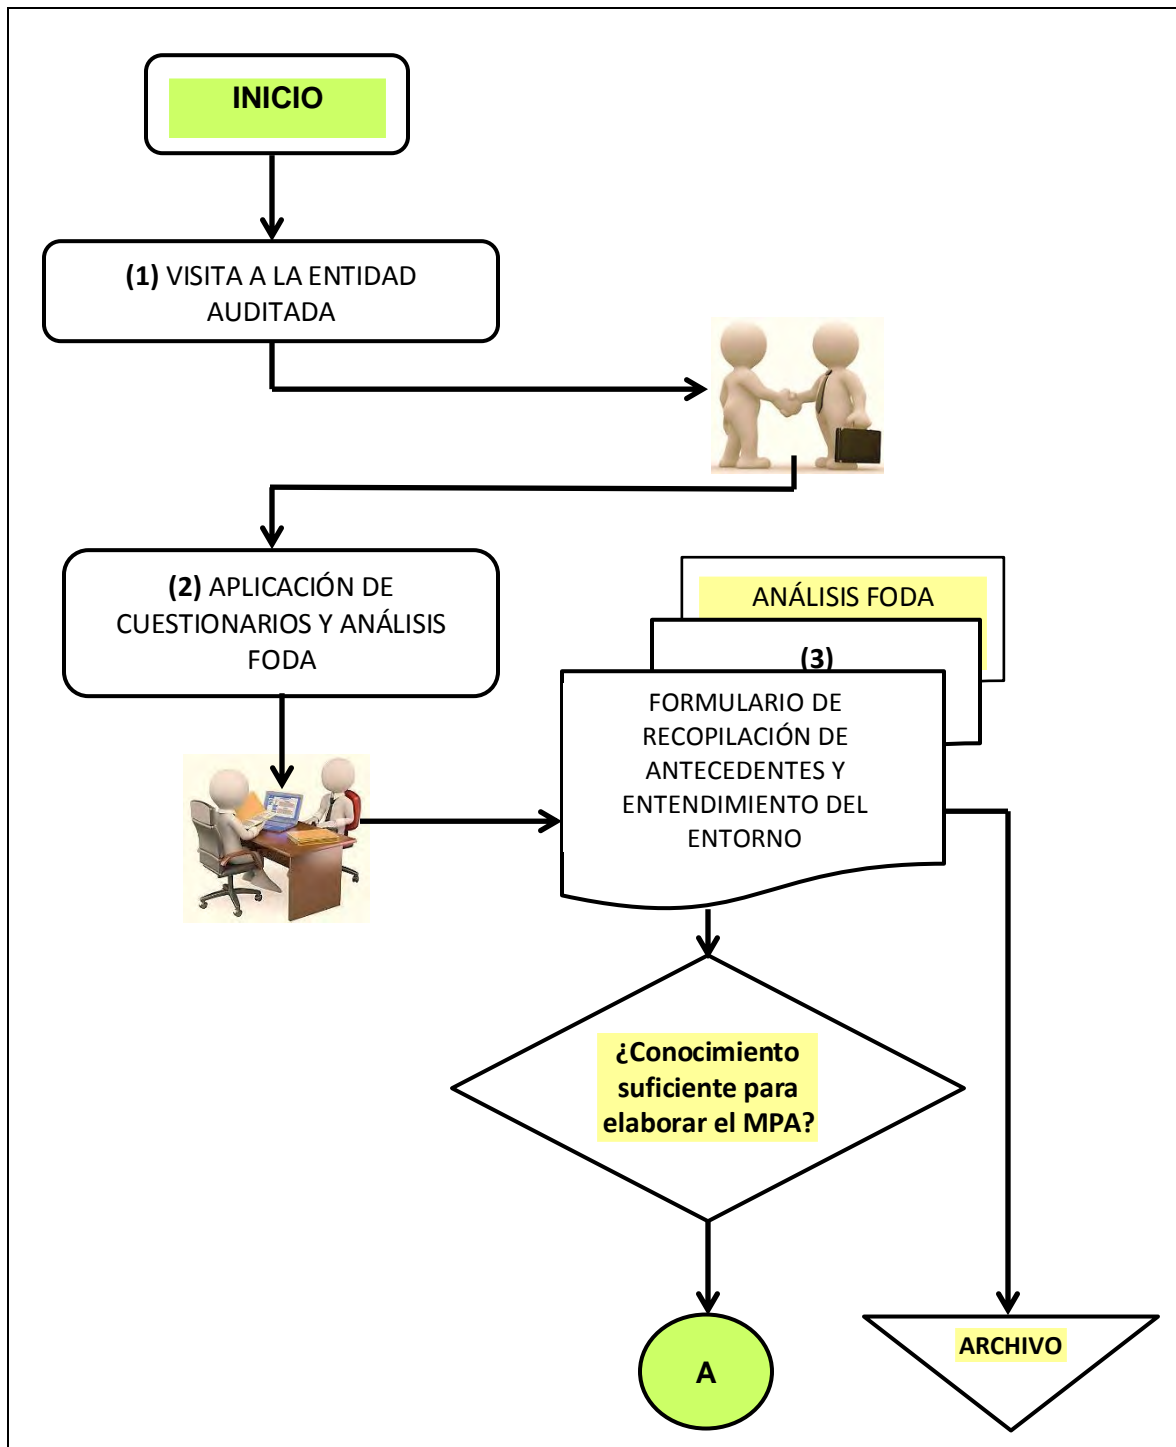 INICIO
(1) VISITA A LA ENTIDAD
AUDITADA
(2) APLICACIÓN DE
CUESTIONARIOS Y ANÁLISIS
FODA
ANÁLISIS FODA
(3)
FORMULARIO DE
RECOPILACIÓN DE
ANTECEDENTES Y
ENTENDIMIENTO DEL
ENTORNO
¿Conocimiento
suficiente para
elaborar el MPA?
A
ARCHIVO